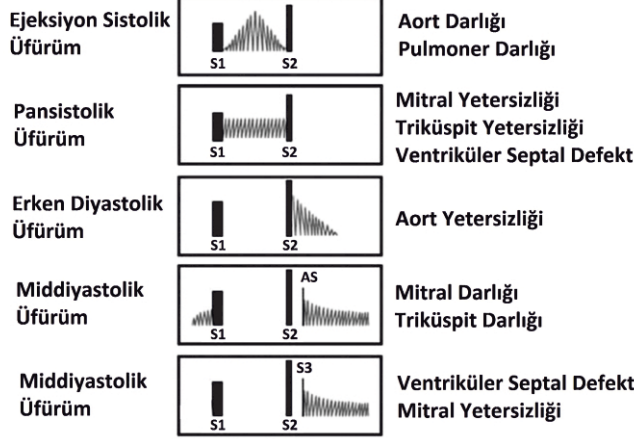 Ejeksiyon Sistolik
Üfürüm
S1 S2
Aort Darlığı
Pulmoner Darlığı
Pansistolik
Üfürüm
S1 S2
Mitral Yetersizliği
Triküspit Yetersizliği
Ventriküler Septal Defekt
Erken Diyastolik
Üfürüm
S1 S2
Aort Yetersizliği
Middiyastolik
Üfürüm
AS
S1 S2
Mitral Darlığı
Triküspit Darlığı
Middiyastolik
Üfürüm
S3
S1 S2
Ventriküler Septal Defekt
Mitral Yetersizliği